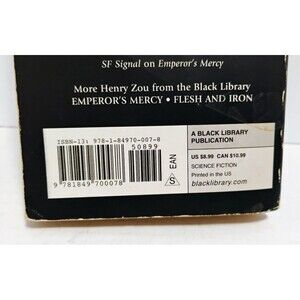 SF Signal on Emperor's Mercy
More Henry Zou from the Black Library
EMPEROR'S MERCY • FLESH AND IRON
ISBN-13: 978-1-84970-007-8
50899
9 781849 700078
S
EAN
A BLACK LIBRARY
PUBLICATION
US $8.99 CAN $10.99
SCIENCE FICTION
Printed in the US
blacklibrary.com